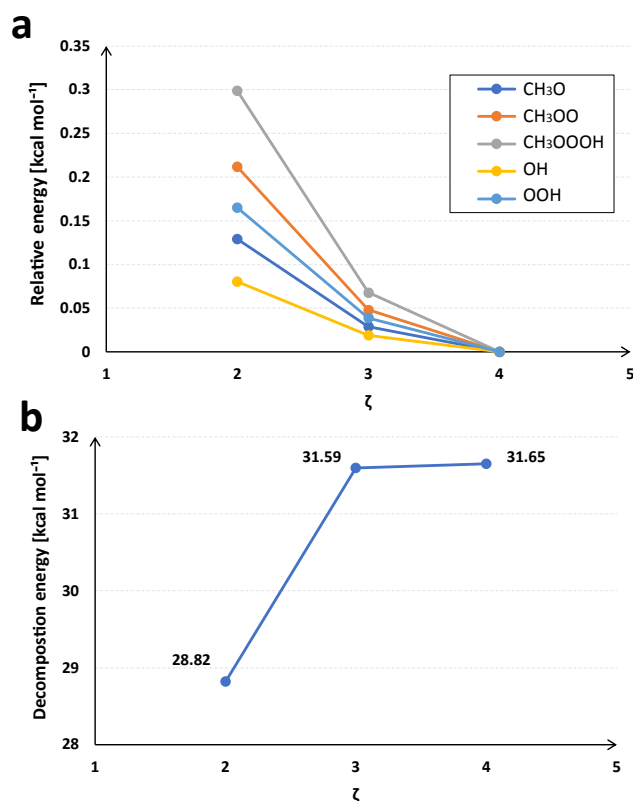 a
Relative energy [kcal mol⁻¹]
0.35
0.3
0.25
0.2
0.15
0.1
0.05
0
1
2
3
4
5
ζ
CH₃O
CH₃OO
CH₃OOOH
OH
OOH
b
Decompostion energy [kcal mol⁻¹]
32
31
30
29
28
28.82
31.59
31.65
1
2
3
4
5
ζ